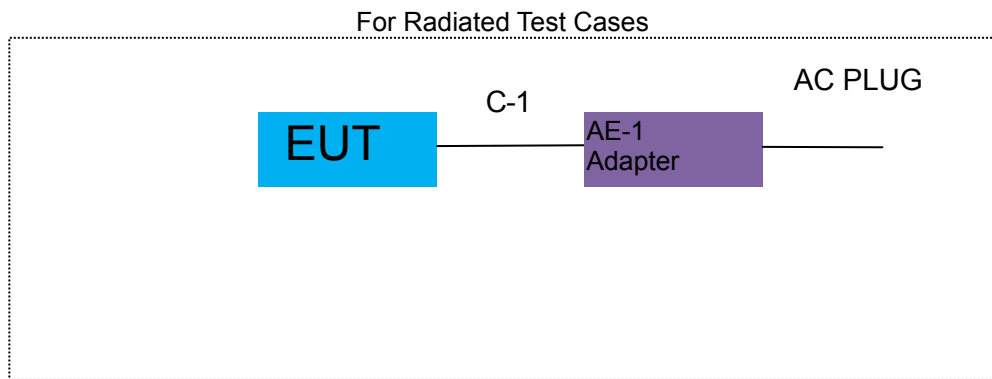 For Radiated Test Cases
AC PLUG
C-1
EUT
AE-1
Adapter